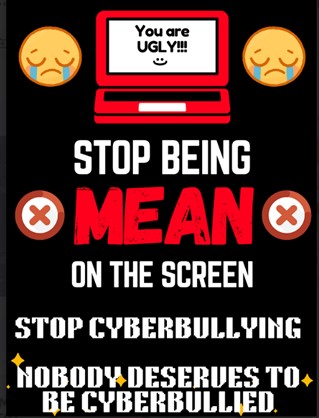 You are
UGLY!!!
STOP BEING
MEAN
ON THE SCREEN
STOP CYBERBULLYING
NOBODY DESERVES TO
BE CYBERBULLIED.